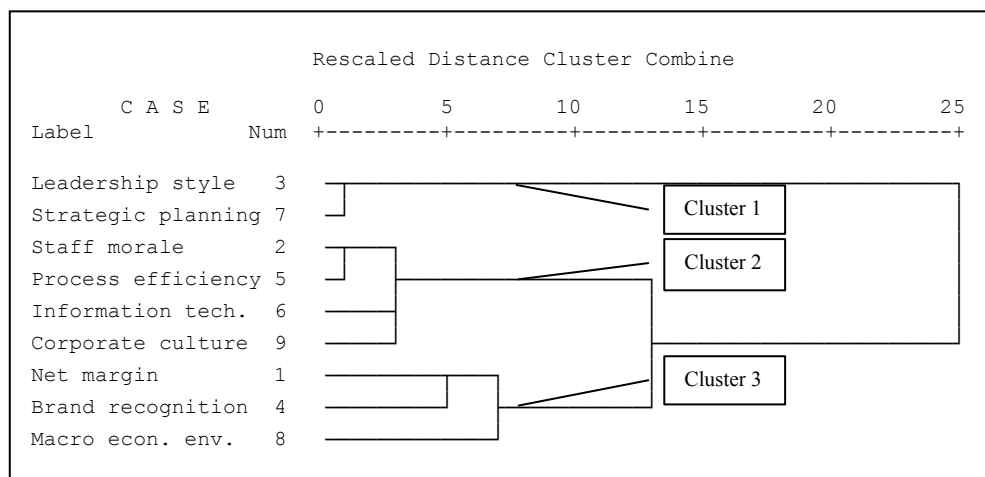 Rescaled Distance Cluster Combine
C A S E 0 5 10 15 20 25
Label Num +---------+---------+---------+---------+---------+
Leadership style 3
Strategic planning 7
Cluster 1
Staff morale 2
Cluster 2
Process efficiency 5
Information tech. 6
Corporate culture 9
Net margin 1
Cluster 3
Brand recognition 4
Macro econ. env. 8